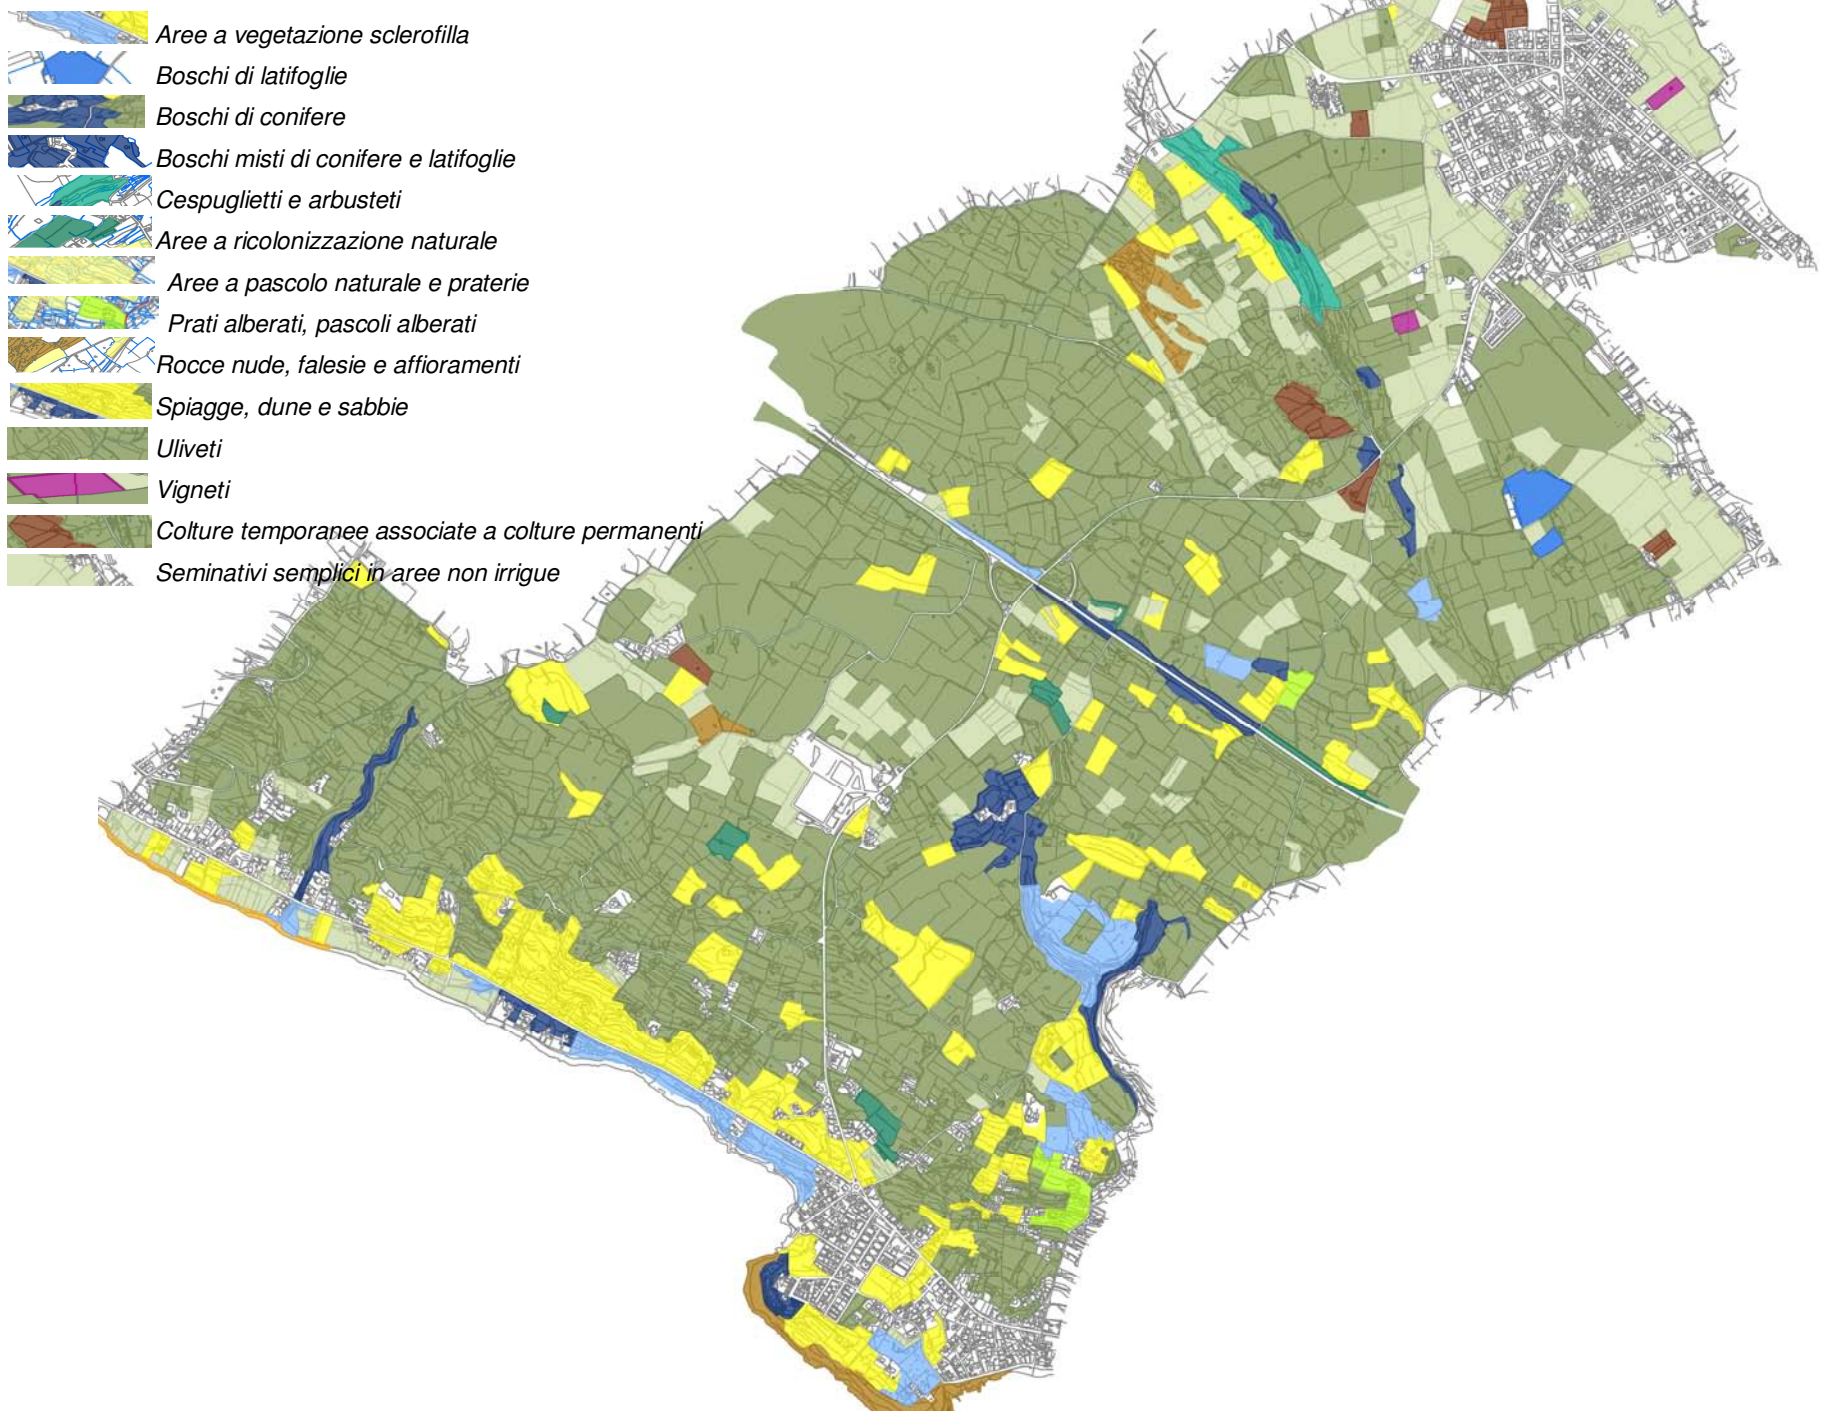 Aree a vegetazione sclerofilla
Boschi di latifoglie
Boschi di conifere
Boschi misti di conifere e latifoglie
Cespuglietti e arbusteti
Aree a ricolonizzazione naturale
Aree a pascolo naturale e praterie
Prati alberati, pascoli alberati
Rocce nude, falesie e affioramenti
Spiagge, dune e sabbie
Uliveti
Vigneti
Colture temporanee associate a colture permanenti
Seminativi semplici in aree non irrigue